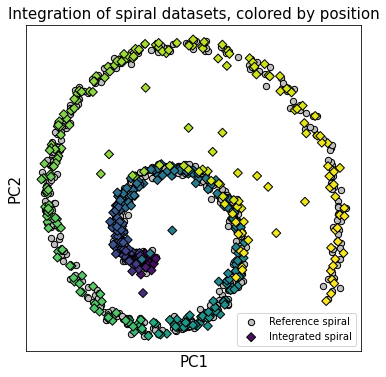 Integration of spiral datasets, colored by position
PC2
Reference spiral
Integrated spiral
PC1